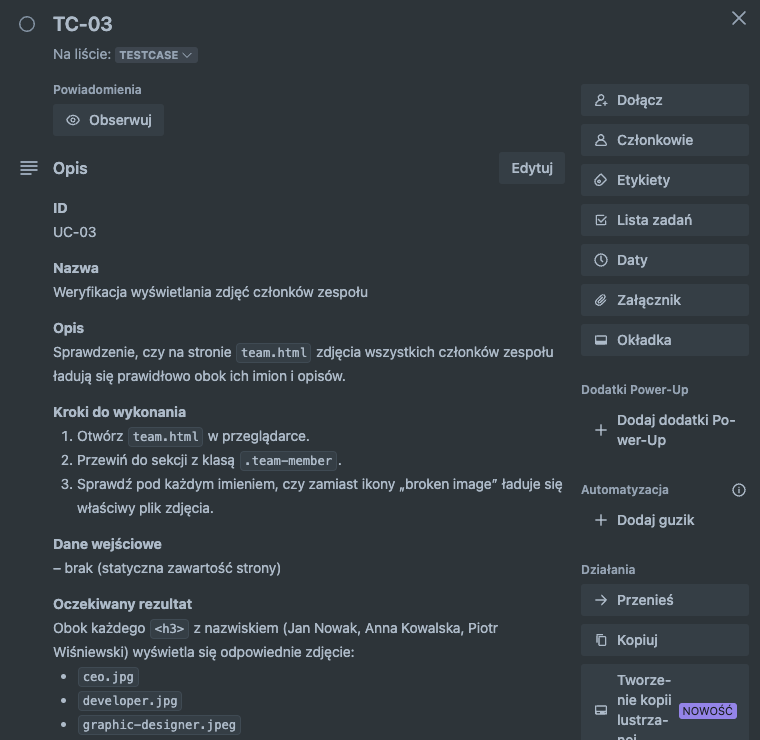 TC-03
Na liście: TESTCASE
Powiadomienia
Obserwuj
Opis
Edytuj
ID
UC-03
Nazwa
Weryfikacja wyświetlania zdjęć członków zespołu
Opis
Sprawdzenie, czy na stronie team.html zdjęcia wszystkich członków zespołu
ładują się prawidłowo obok ich imion i opisów.
Kroki do wykonania
1. Otwórz team.html w przeglądarce.
2. Przewiń do sekcji z klasą .team-member.
3. Sprawdź pod każdym imieniem, czy zamiast ikony „broken image” ładuje się
właściwy plik zdjęcia.
Dane wejściowe
– brak (statyczna zawartość strony)
Oczekiwany rezultat
Obok każdego <h3> z nazwiskiem (Jan Nowak, Anna Kowalska, Piotr
Wiśniewski) wyświetla się odpowiednie zdjęcie:
• ceo.jpg
• developer.jpg
• graphic-designer.jpeg
Dołącz
Członkowie
Etykiety
Lista zadań
Daty
Załącznik
Okładka
Dodatki Power-Up
Dodaj dodatki Po-
wer-Up
Automatyzacja
Dodaj guzik
Działania
Przenieś
Kopiuj
Tworze-
nie kopii
lustrza-
nej
NOWOŚĆ